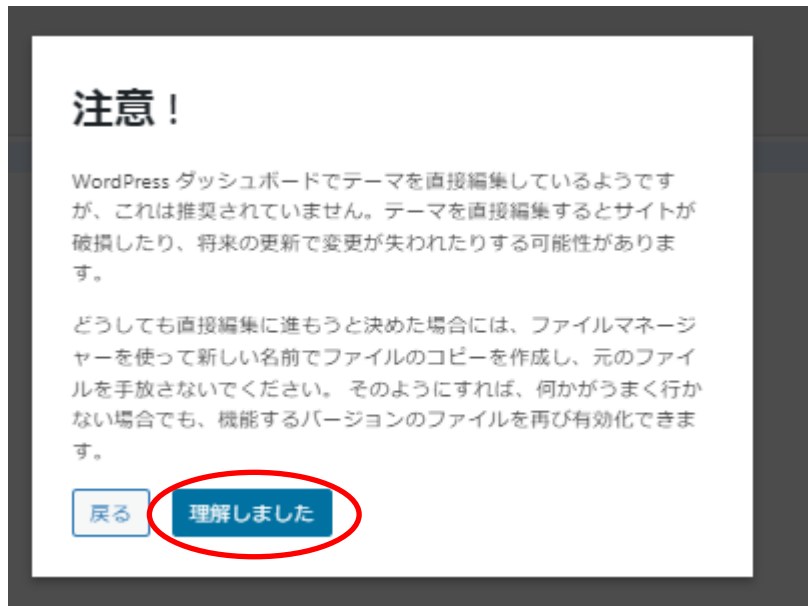 注意！
WordPress ダッシュボードでテーマを直接編集しているようです
が、これは推奨されていません。テーマを直接編集するとサイトが
破損したり、将来の更新で変更が失われたりする可能性がありま
す。
どうしても直接編集に進もうと決めた場合には、ファイルマネージ
ャーを使って新しい名前でファイルのコピーを作成し、元のファイ
ルを手放さないでください。 そのようにすれば、何かがうまく行か
ない場合でも、機能するバージョンのファイルを再び有効化できま
す。
戻る 理解しました